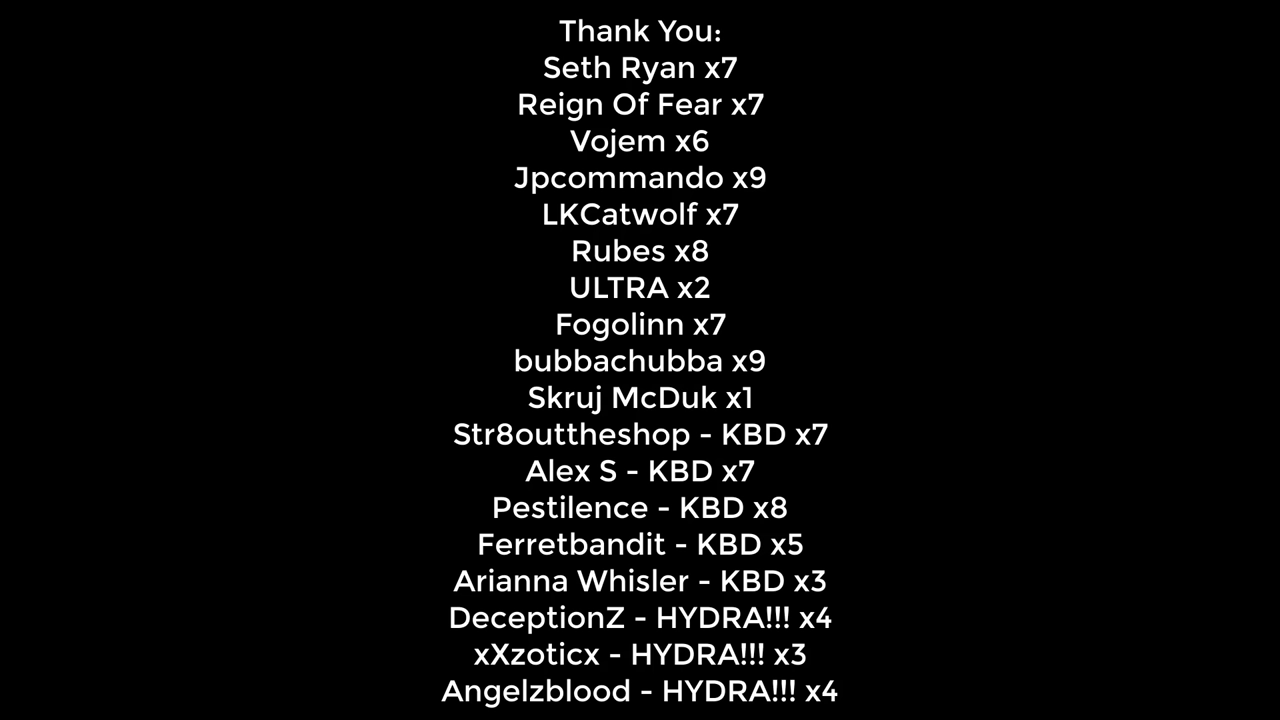 Thank You:
Seth Ryan x7
Reign Of Fear x7
Vojem x6
Jpcommando x9
LKCatwolf x7
Rubes x8
ULTRA x2
Fogolinn x7
bubbachubba x9
Skruj McDuk x1
Str8outtheshop - KBD x7
Alex S - KBD x7
Pestilence - KBD x8
Ferretbandit - KBD x5
Arianna Whisler - KBD x3
DeceptionZ - HYDRA!!! x4
xXzoticx - HYDRA!!! x3
Angelzblood - HYDRA!!! x4